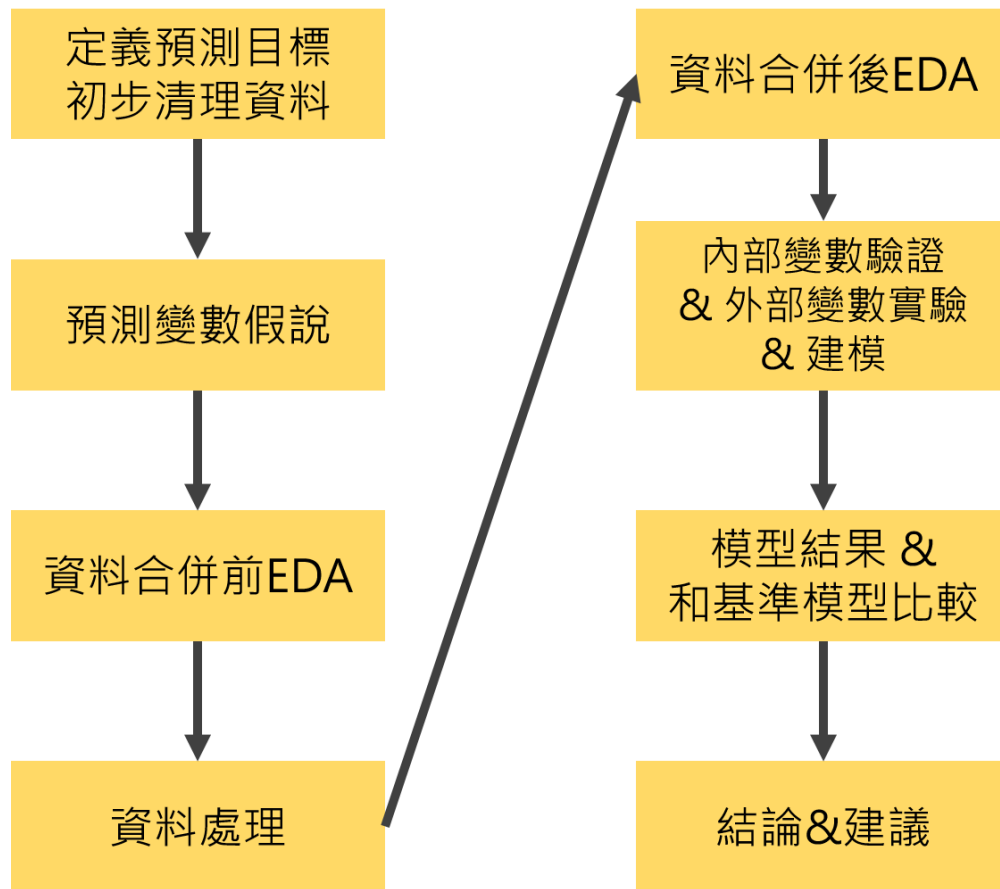 定義預測目標
初步清理資料
預測變數假說
資料合併前EDA
資料處理
資料合併後EDA
內部變數驗證
& 外部變數實驗
& 建模
模型結果 &
和基準模型比較
結論&建議